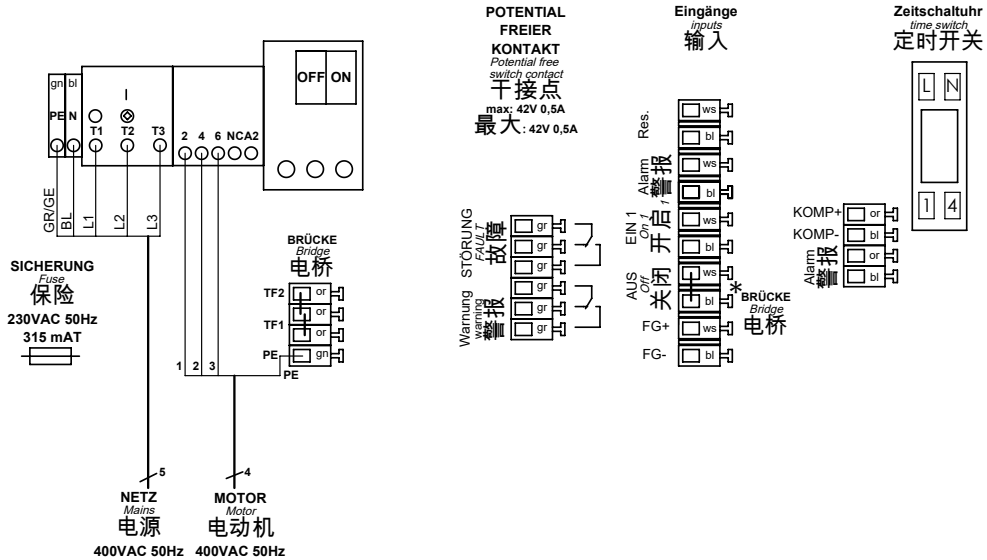 gn bl
PE N
I
T1 T2 T3
2 4 6 NC A2
OFF ON
GR/GE
BL
L1
L2
L3
SICHERUNG
Fuse
保险
230VAC 50Hz
315 mAT
BRÜCKE
Bridge
电桥
TF2 or
or
TF1 or
PE gn
1 2 3
PE
5
4
NETZ
Mains
电源
400VAC 50Hz
MOTOR
Motor
电动机
400VAC 50Hz
POTENTIAL
FREIER
KONTAKT
Potential free
switch contact
干接点
max: 42V 0,5A
最大: 42V 0,5A
STÖRUNG
FAULT
故障
gr
gr
gr
Warnung
warning
警报
gr
gr
gr
Eingänge
inputs
输入
Res.
ws
bl
Alarm
警报
ws
bl
EIN 1
On 1
开启
ws
bl
AUS
Off
关闭
ws
bl
*
BRÜCKE
Bridge
电桥
FG+ ws
FG- bl
Zeitschaltuhr
time switch
定时开关
L N
1 4
KOMP+ or
KOMP- bl
Alarm
警报
or
bl